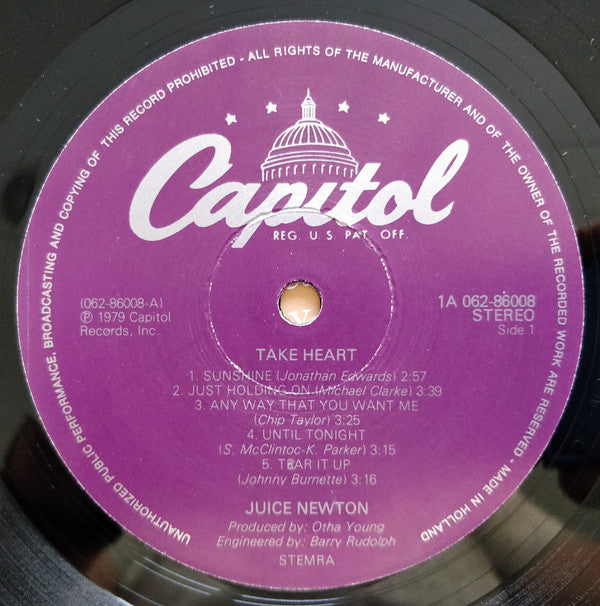 UNAUTHORIZED PUBLIC PERFORMANCE, BROADCASTING AND COPYING OF THIS RECORD PROHIBITED - ALL RIGHTS OF THE MANUFACTURER AND OF THE OWNER OF THE RECORDED WORK ARE RESERVED - MADE IN HOLLAND
Capitol
REG. U.S. PAT. OFF.
(062-86008-A)
Ⓟ 1979 Capitol
Records, Inc.
1A 062-86008
STEREO
Side 1
TAKE HEART
1. SUNSHINE (Jonathan Edwards) 2:57
2. JUST HOLDING ON (Michael Clarke) 3:39
3. ANY WAY THAT YOU WANT ME
(Chip Taylor) 3:25
4. UNTIL TONIGHT
(S. McClintoc-K. Parker) 3:15
5. TEAR IT UP
(Johnny Burnette) 3:16
JUICE NEWTON
Produced by: Otha Young
Engineered by: Barry Rudolph
STEMRA